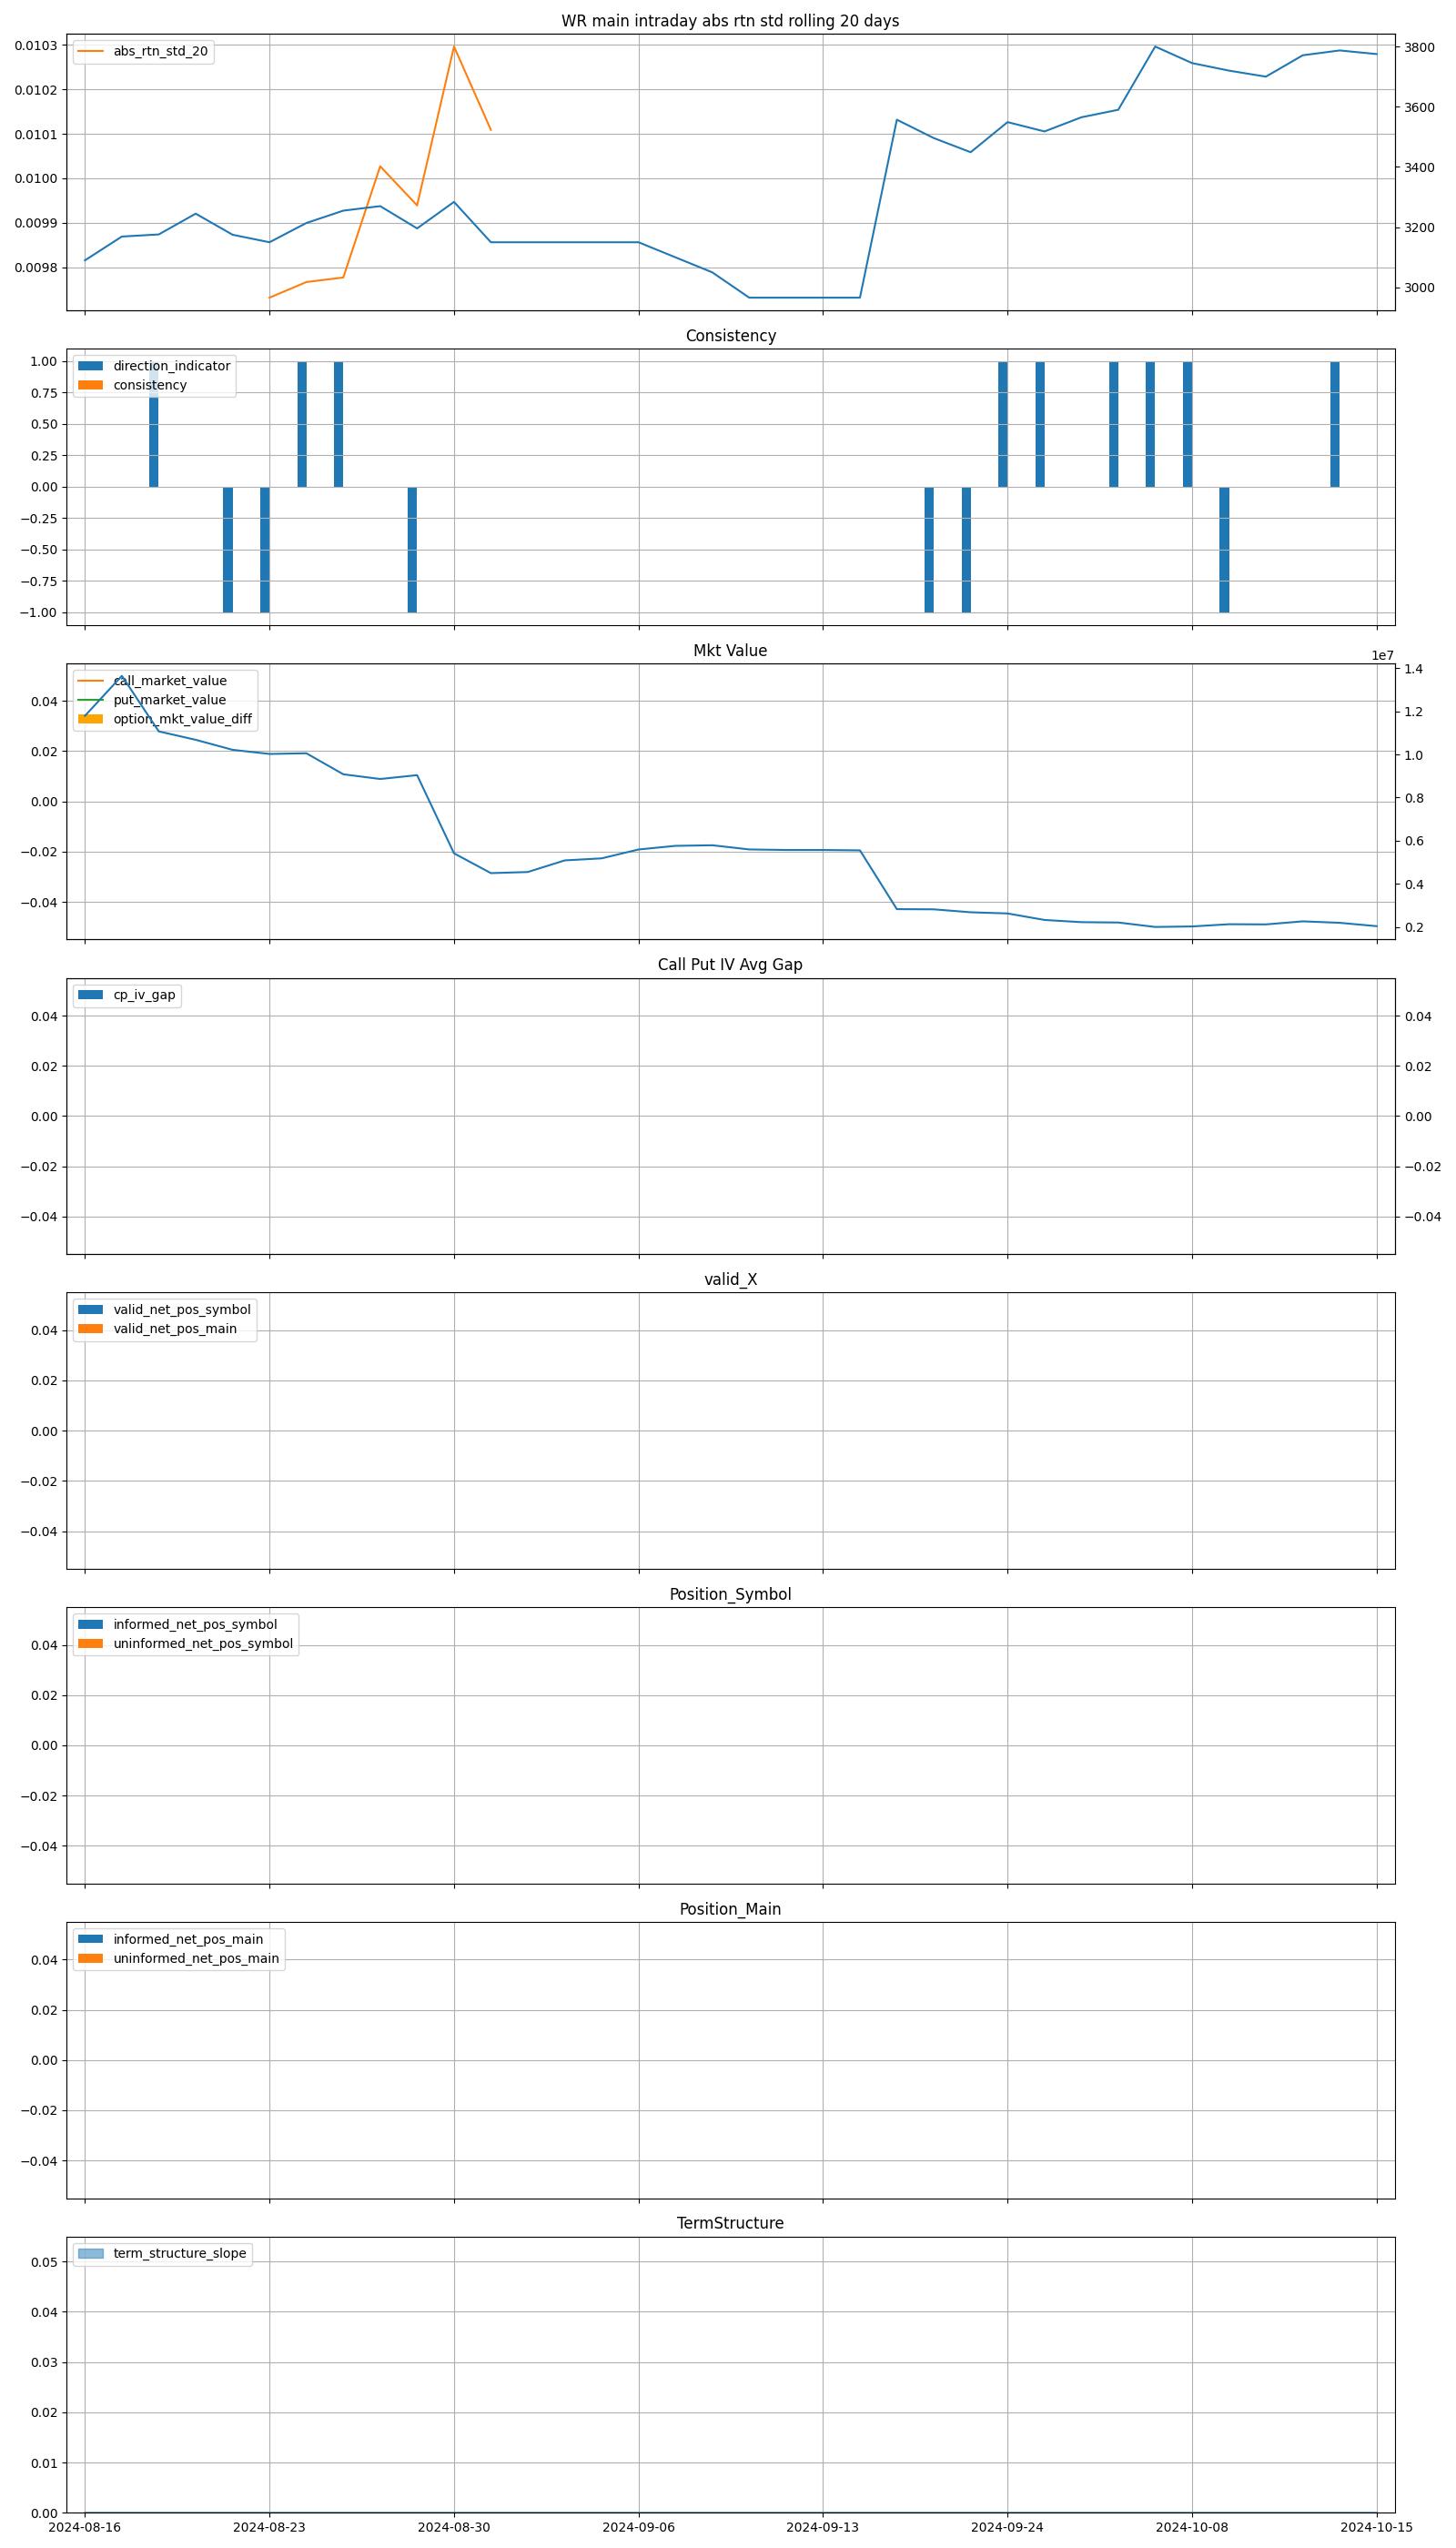 WR main intraday abs rtn std rolling 20 days
abs_rtn_std_20
0.0103
0.0102
0.0101
0.0100
0.0099
0.0098
3800
3600
3400
3200
3000
Consistency
direction_indicator
consistency
1.00
0.75
0.50
0.25
0.00
−0.25
−0.50
−0.75
−1.00
Mkt Value
1e7
call_market_value
put_market_value
option_mkt_value_diff
0.04
0.02
0.00
−0.02
−0.04
1.4
1.2
1.0
0.8
0.6
0.4
0.2
Call Put IV Avg Gap
cp_iv_gap
0.04
0.02
0.00
−0.02
−0.04
0.04
0.02
0.00
−0.02
−0.04
valid_X
valid_net_pos_symbol
valid_net_pos_main
0.04
0.02
0.00
−0.02
−0.04
Position_Symbol
informed_net_pos_symbol
uninformed_net_pos_symbol
0.04
0.02
0.00
−0.02
−0.04
Position_Main
informed_net_pos_main
uninformed_net_pos_main
0.04
0.02
0.00
−0.02
−0.04
TermStructure
term_structure_slope
0.05
0.04
0.03
0.02
0.01
0.00
2024-08-16 2024-08-23 2024-08-30 2024-09-06 2024-09-13 2024-09-24 2024-10-08 2024-10-15